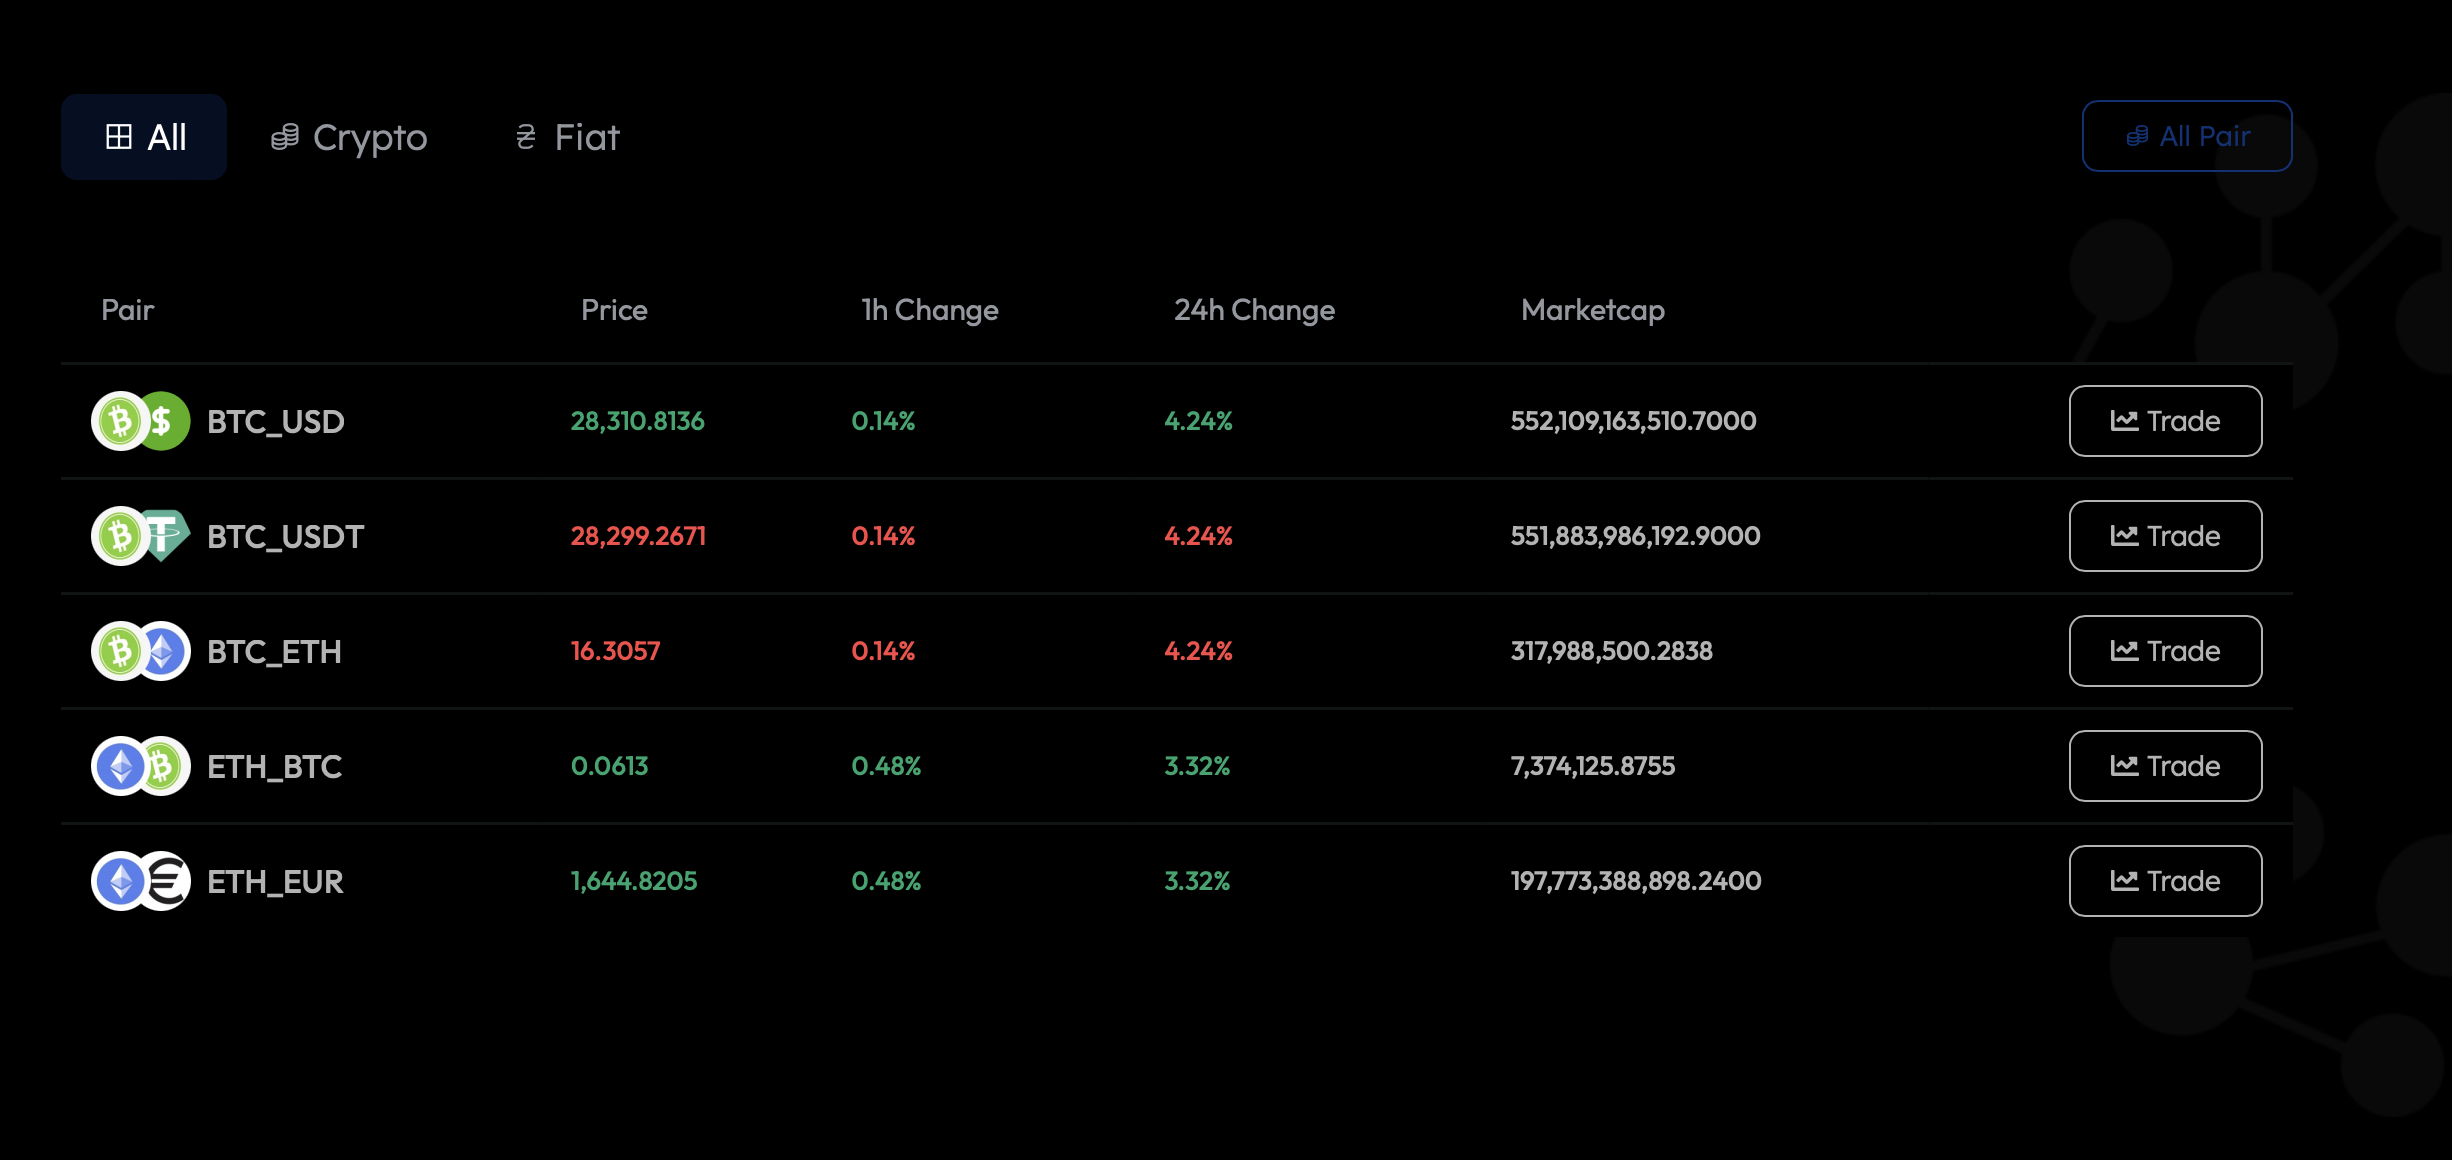 All Crypto Fiat All Pair
Pair Price 1h Change 24h Change Marketcap
BTC_USD 28,310.8136 0.14% 4.24% 552,109,163,510.7000 Trade
BTC_USDT 28,299.2671 0.14% 4.24% 551,883,986,192.9000 Trade
BTC_ETH 16.3057 0.14% 4.24% 317,988,500.2838 Trade
ETH_BTC 0.0613 0.48% 3.32% 7,374,125.8755 Trade
ETH_EUR 1,644.8205 0.48% 3.32% 197,773,388,898.2400 Trade